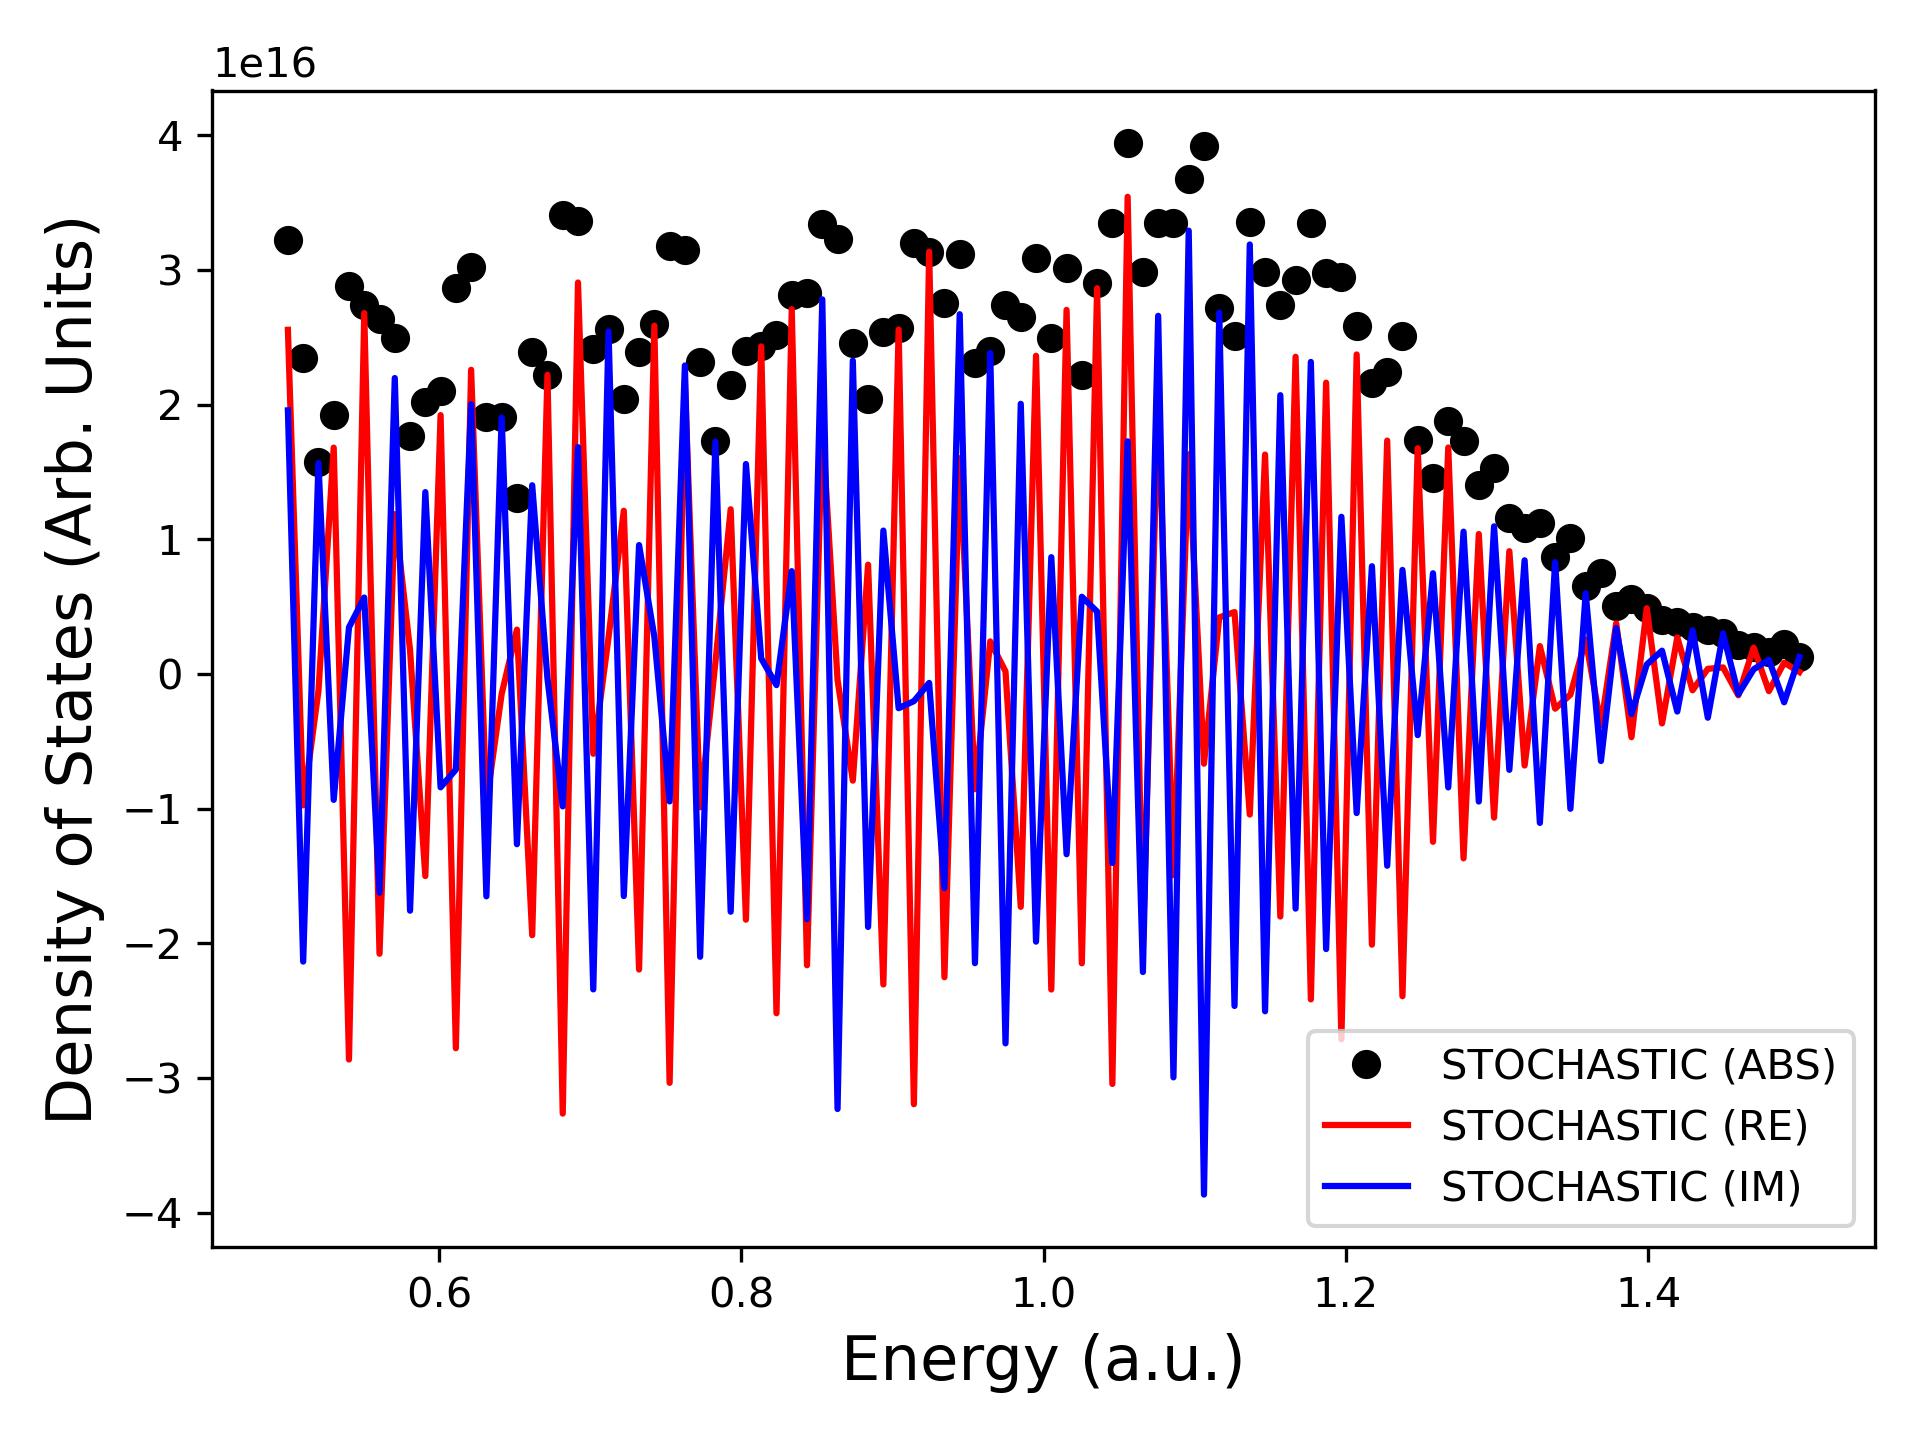 1e16
4
3
2
1
0
−1
−2
−3
−4
Density of States (Arb. Units)
STOCHASTIC (ABS)
STOCHASTIC (RE)
STOCHASTIC (IM)
0.6 0.8 1.0 1.2 1.4
Energy (a.u.)